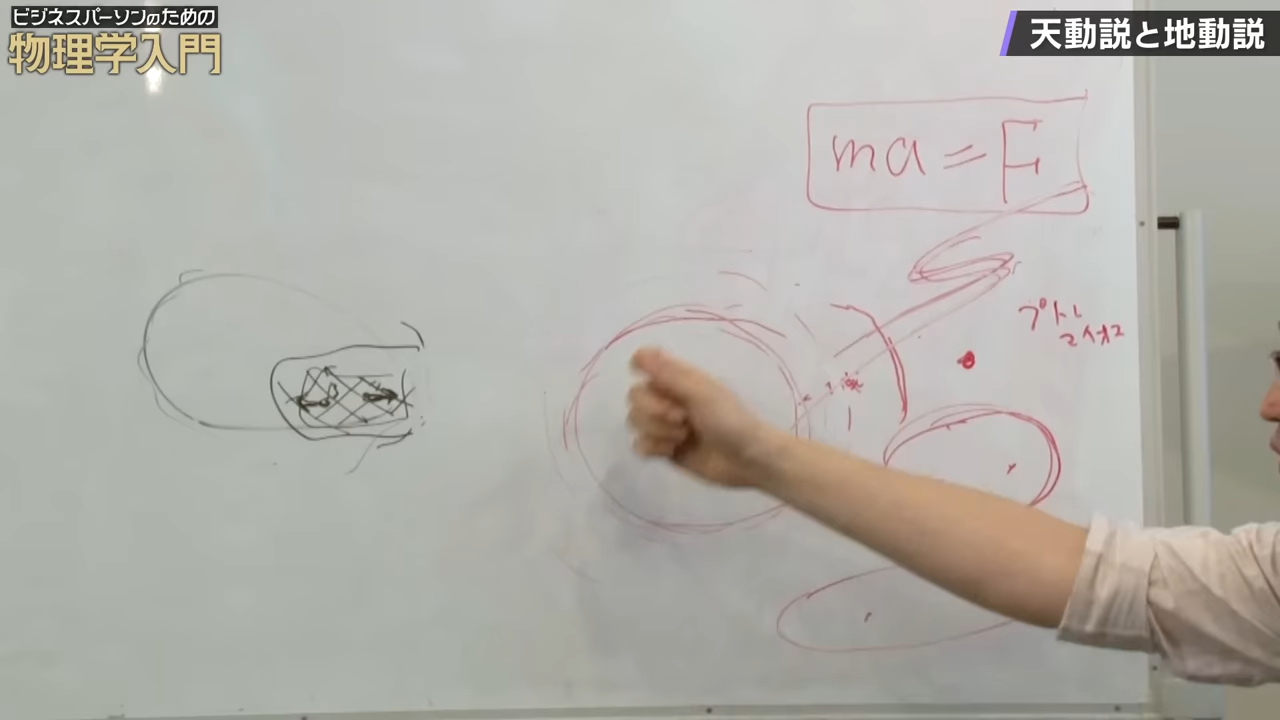 ビジネスパーソンのための
物理学入門
天動説と地動説
ma=F
プトレ
マイオス